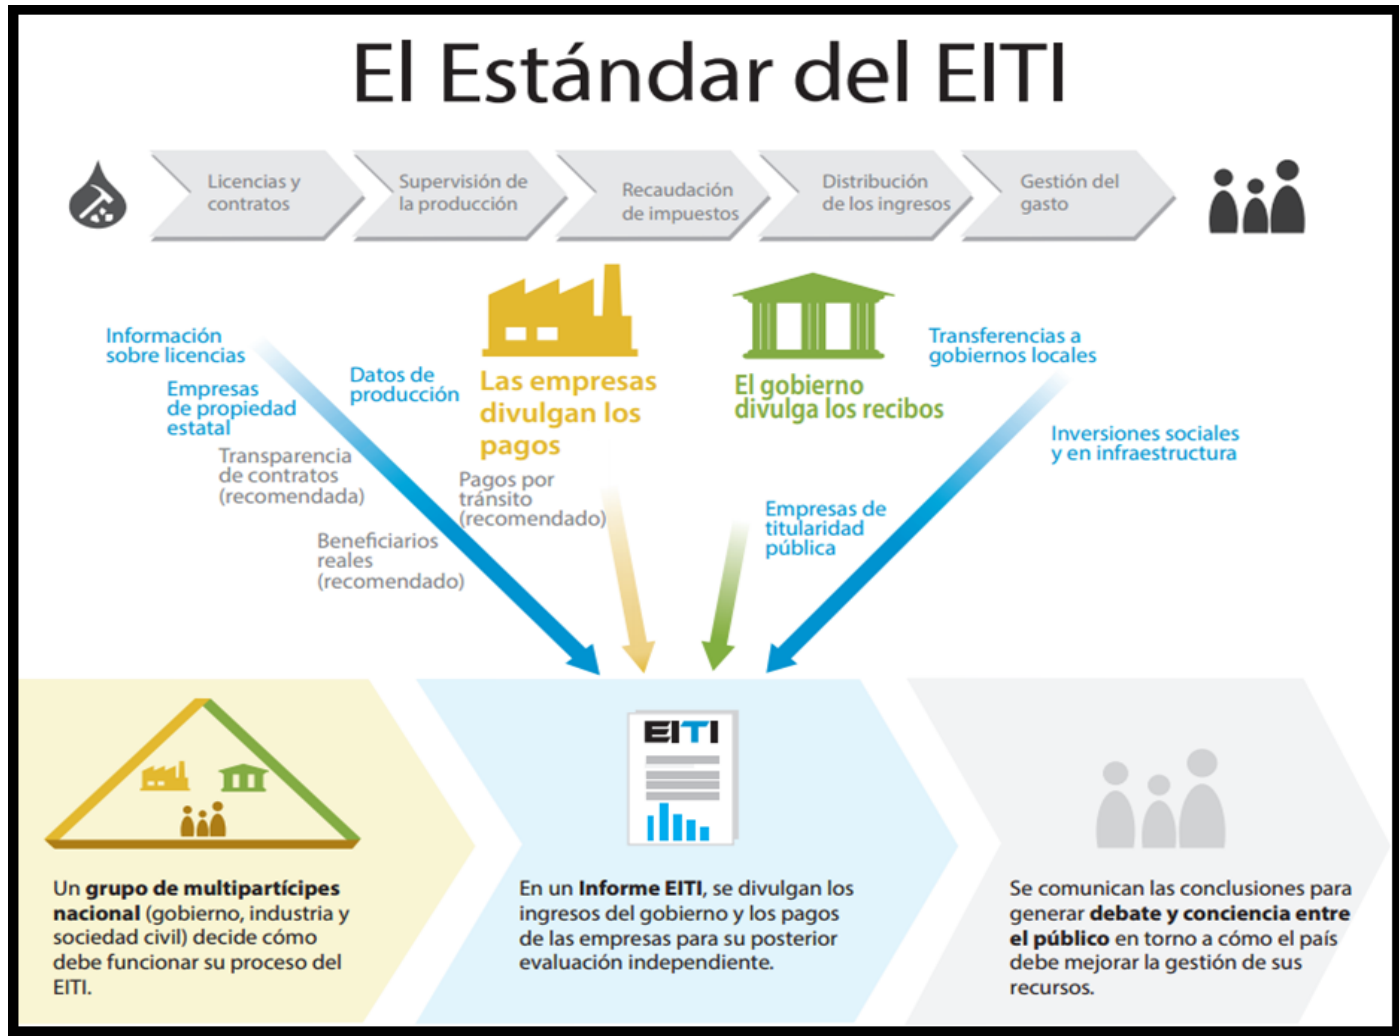 El Estándar del EITI
Licencias y
contratos
Supervisión de
la producción
Recaudación
de impuestos
Distribución
de los ingresos
Gestión del
gasto
Información
sobre licencias
Empresas
de propiedad
estatal
Transparencia
de contratos
(recomendada)
Beneficiarios
reales
(recomendado)
Datos de
producción
Las empresas
divulgan los
pagos
Pagos por
tránsito
(recomendado)
El gobierno
divulga los recibos
Empresas de
titularidad
pública
Transferencias a
gobiernos locales
Inversiones sociales
y en infraestructura
Un grupo de multipartícipes
nacional (gobierno, industria y
sociedad civil) decide cómo
debe funcionar su proceso del
EITI.
EITI
En un Informe EITI, se divulgan los
ingresos del gobierno y los pagos
de las empresas para su posterior
evaluación independiente.
Se comunican las conclusiones para
generar debate y conciencia entre
el público en torno a cómo el país
debe mejorar la gestión de sus
recursos.